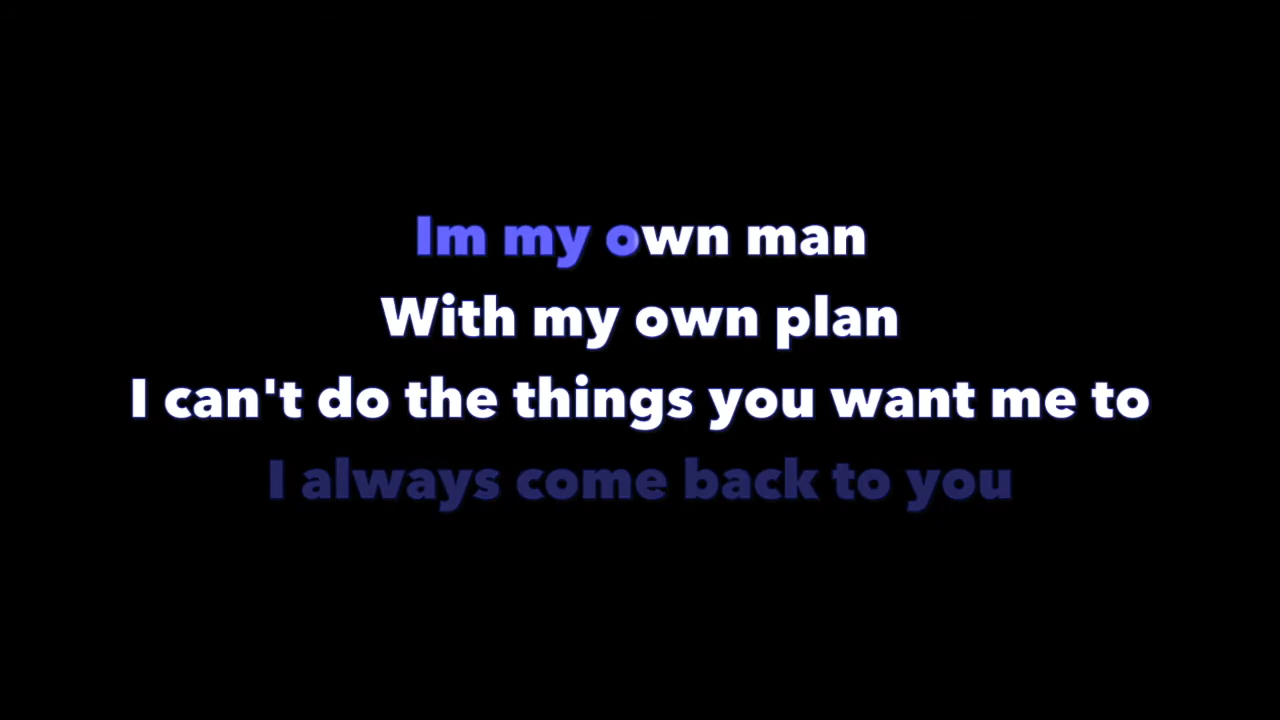 Im my own man
With my own plan
I can't do the things you want me to
I always come back to you